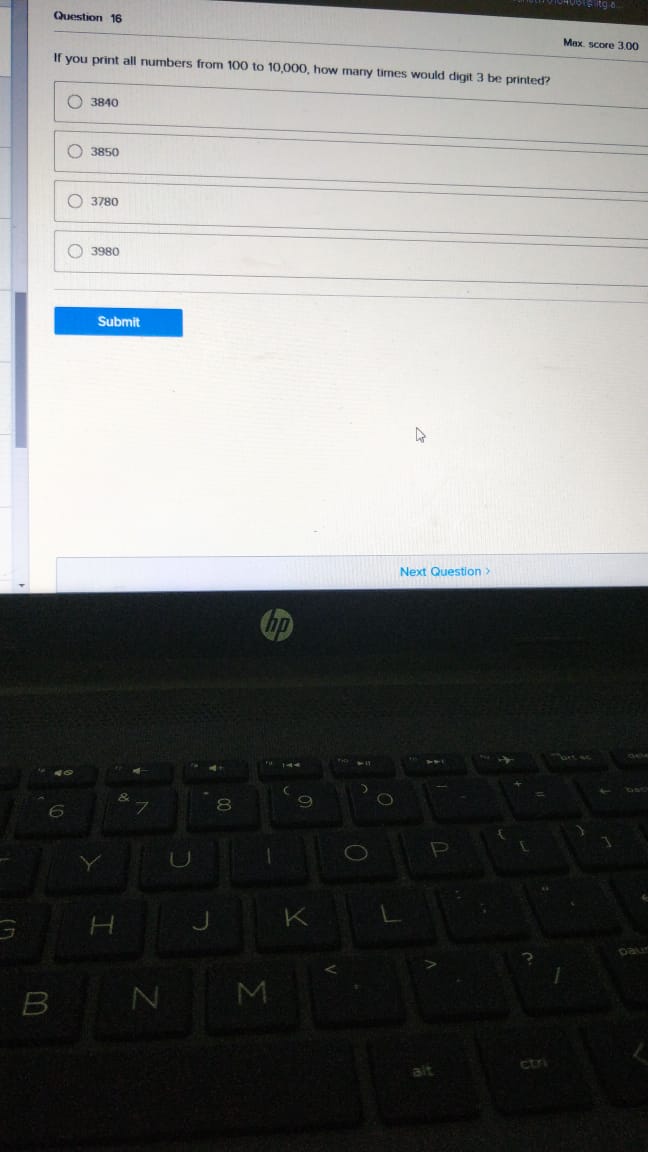 Question 16
Max. score 3.00
If you print all numbers from 100 to 10,000, how many times would digit 3 be printed?
3840
3850
3780
3980
Submit
Next Question >
hp
6
&
7
8
(
9
)
0
+
=
Y
U
I
O
P
{
[
}
]
G
H
J
K
L
B
N
M
<
>
?
/
alt
ctrl